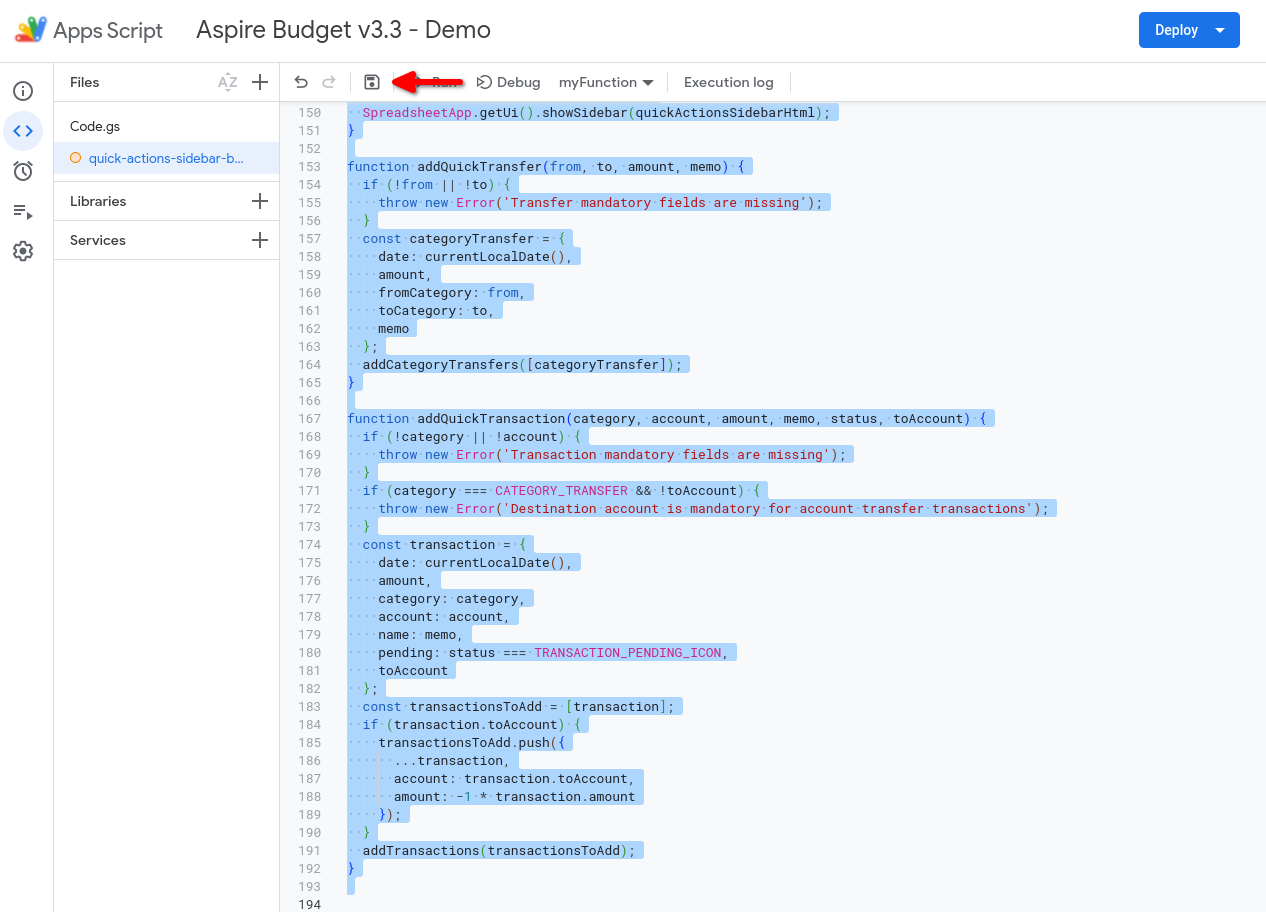 Apps Script Aspire Budget v3.3 - Demo Deploy
Files AZ Run Debug myFunction Execution log
Code.gs
quick-actions-sidebar-b...
Libraries
Services
150   SpreadsheetApp.getUi().showSidebar(quickActionsSidebarHtml);
151 }
152
153 function addQuickTransfer(from, to, amount, memo) {
154   if (!from || !to) {
155     throw new Error('Transfer mandatory fields are missing');
156   }
157   const categoryTransfer = {
158     date: currentLocalDate(),
159     amount,
160     fromCategory: from,
161     toCategory: to,
162     memo
163   };
164   addCategoryTransfers([categoryTransfer]);
165 }
166
167 function addQuickTransaction(category, account, amount, memo, status, toAccount) {
168   if (!category || !account) {
169     throw new Error('Transaction mandatory fields are missing');
170   }
171   if (category === CATEGORY_TRANSFER && !toAccount) {
172     throw new Error('Destination account is mandatory for account transfer transactions');
173   }
174   const transaction = {
175     date: currentLocalDate(),
176     amount,
177     category: category,
178     account: account,
179     name: memo,
180     pending: status === TRANSACTION_PENDING_ICON,
181     toAccount
182   };
183   const transactionsToAdd = [transaction];
184   if (transaction.toAccount) {
185     transactionsToAdd.push({
186       ...transaction,
187       account: transaction.toAccount,
188       amount: -1 * transaction.amount
189     });
190   }
191   addTransactions(transactionsToAdd);
192 }
193
194